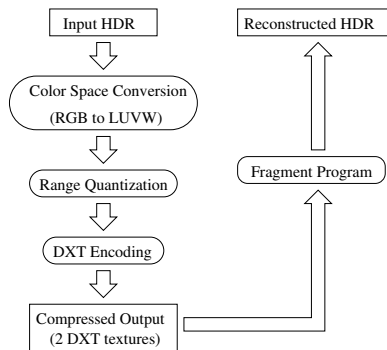 Input HDR
Color Space Conversion
(RGB to LUVW)
Range Quantization
DXT Encoding
Compressed Output
(2 DXT textures)
Fragment Program
Reconstructed HDR